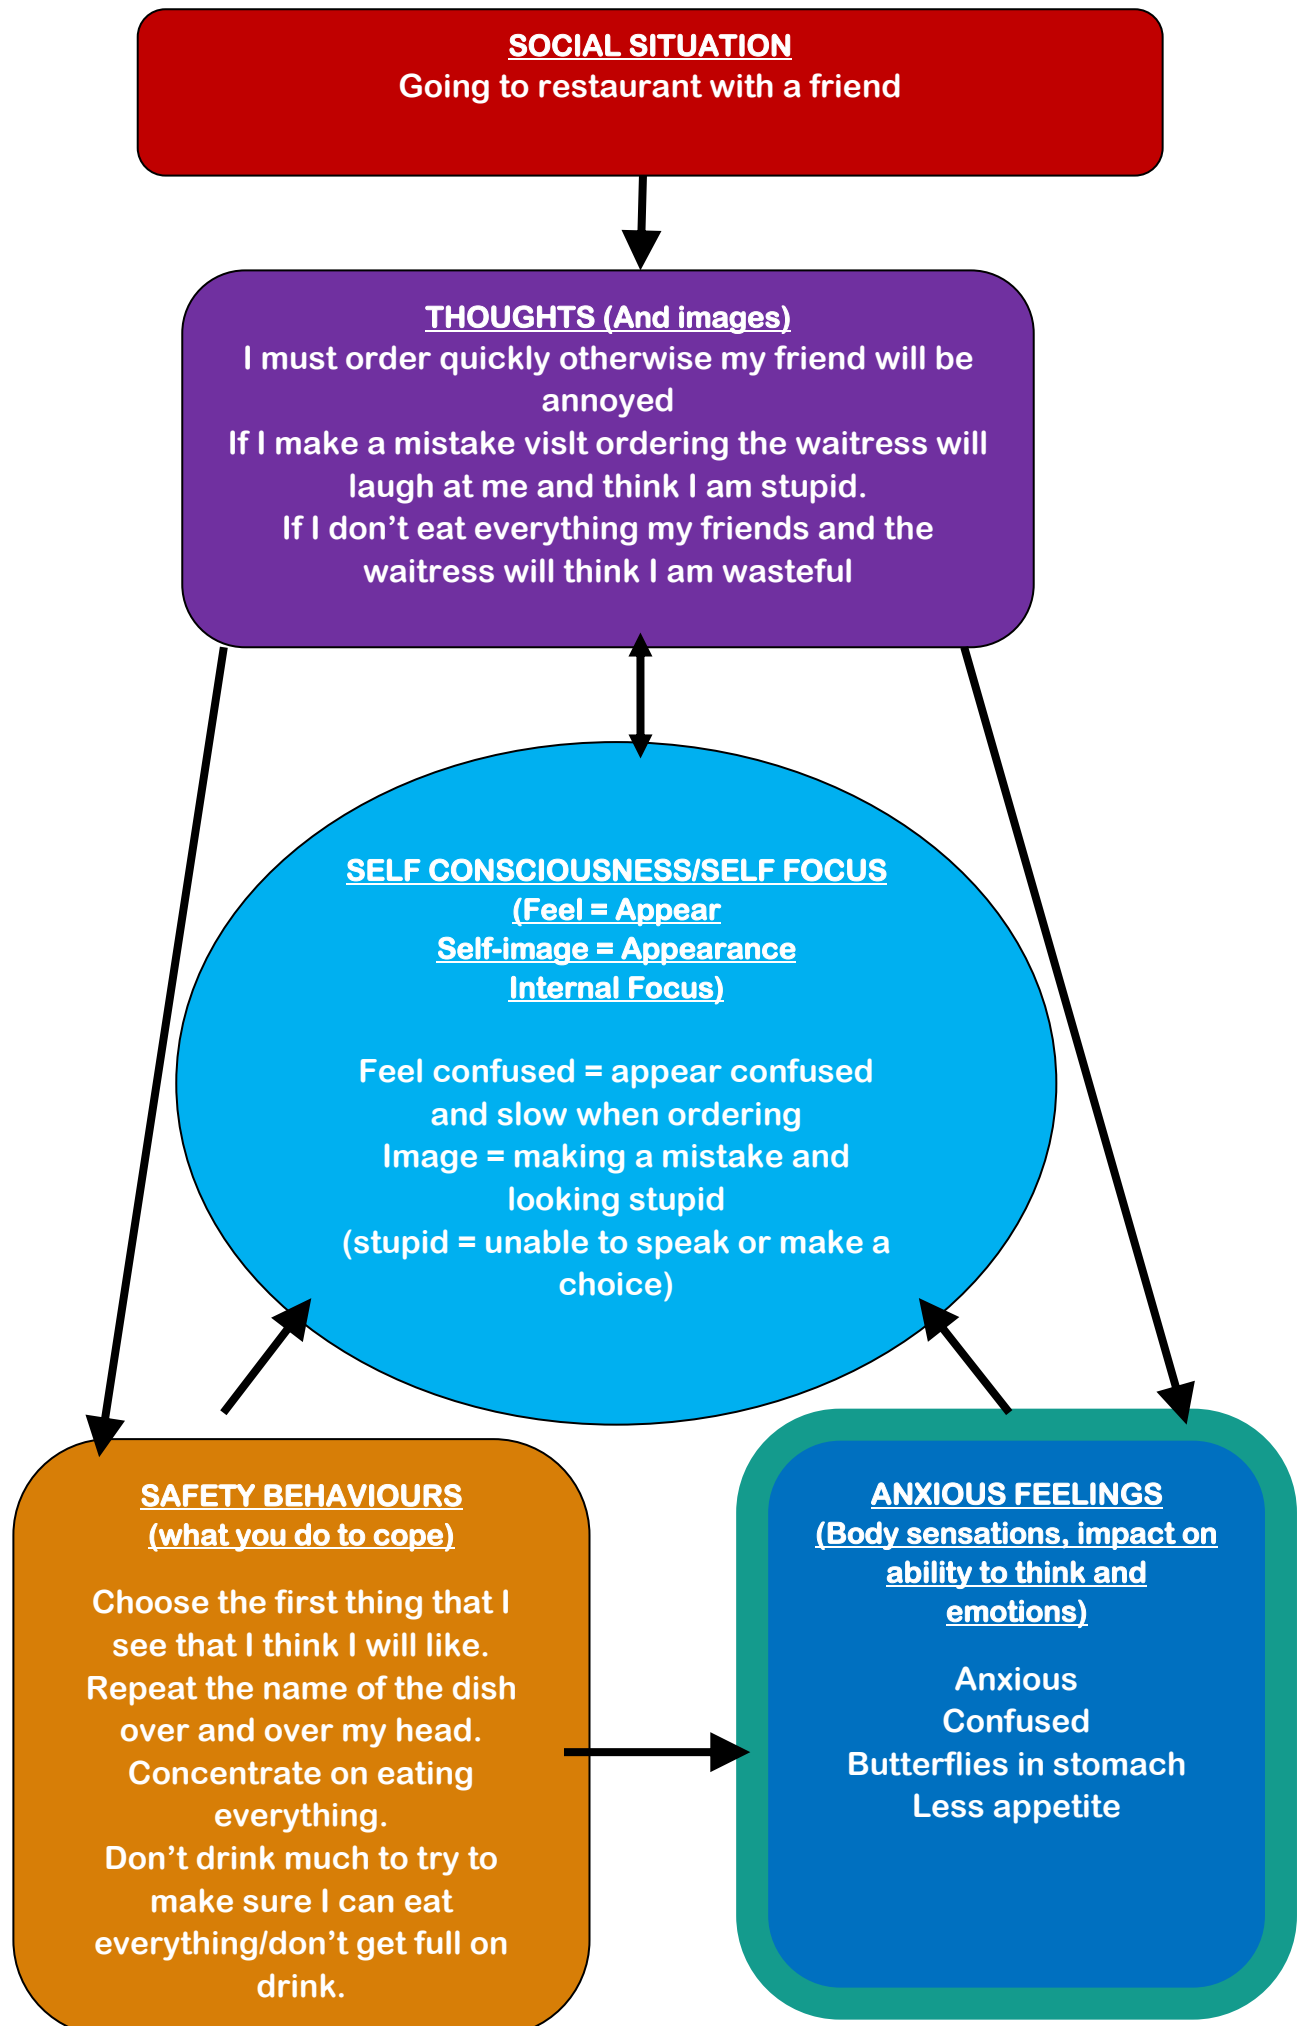 SOCIAL SITUATION
Going to restaurant with a friend
THOUGHTS (And images)
I must order quickly otherwise my friend will be
annoyed
If I make a mistake visIt ordering the waitress will
laugh at me and think I am stupid.
If I don’t eat everything my friends and the
waitress will think I am wasteful
SELF CONSCIOUSNESS/SELF FOCUS
(Feel = Appear
Self-image = Appearance
Internal Focus)
Feel confused = appear confused
and slow when ordering
Image = making a mistake and
looking stupid
(stupid = unable to speak or make a
choice)
SAFETY BEHAVIOURS
(what you do to cope)
Choose the first thing that I
see that I think I will like.
Repeat the name of the dish
over and over my head.
Concentrate on eating
everything.
Don’t drink much to try to
make sure I can eat
everything/don’t get full on
drink.
ANXIOUS FEELINGS
(Body sensations, impact on
ability to think and
emotions)
Anxious
Confused
Butterflies in stomach
Less appetite